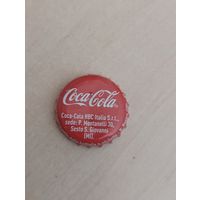 Coca-Cola
Coca-Cola HBC Italia S.r.l.,
sede: P. Montanelli 30,
Sesto S. Giovanni
(MI).